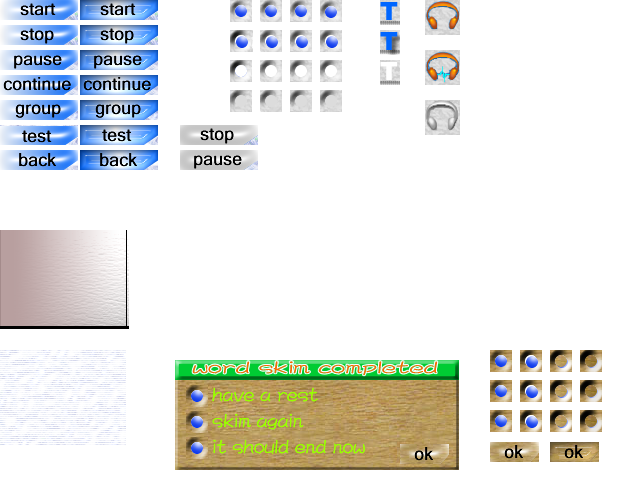 start start
stop stop
pause pause
continue continue
group group
test test
back back
stop
pause
T
T
T
word skim completed
have a rest
skim again
it should end now
ok
ok ok